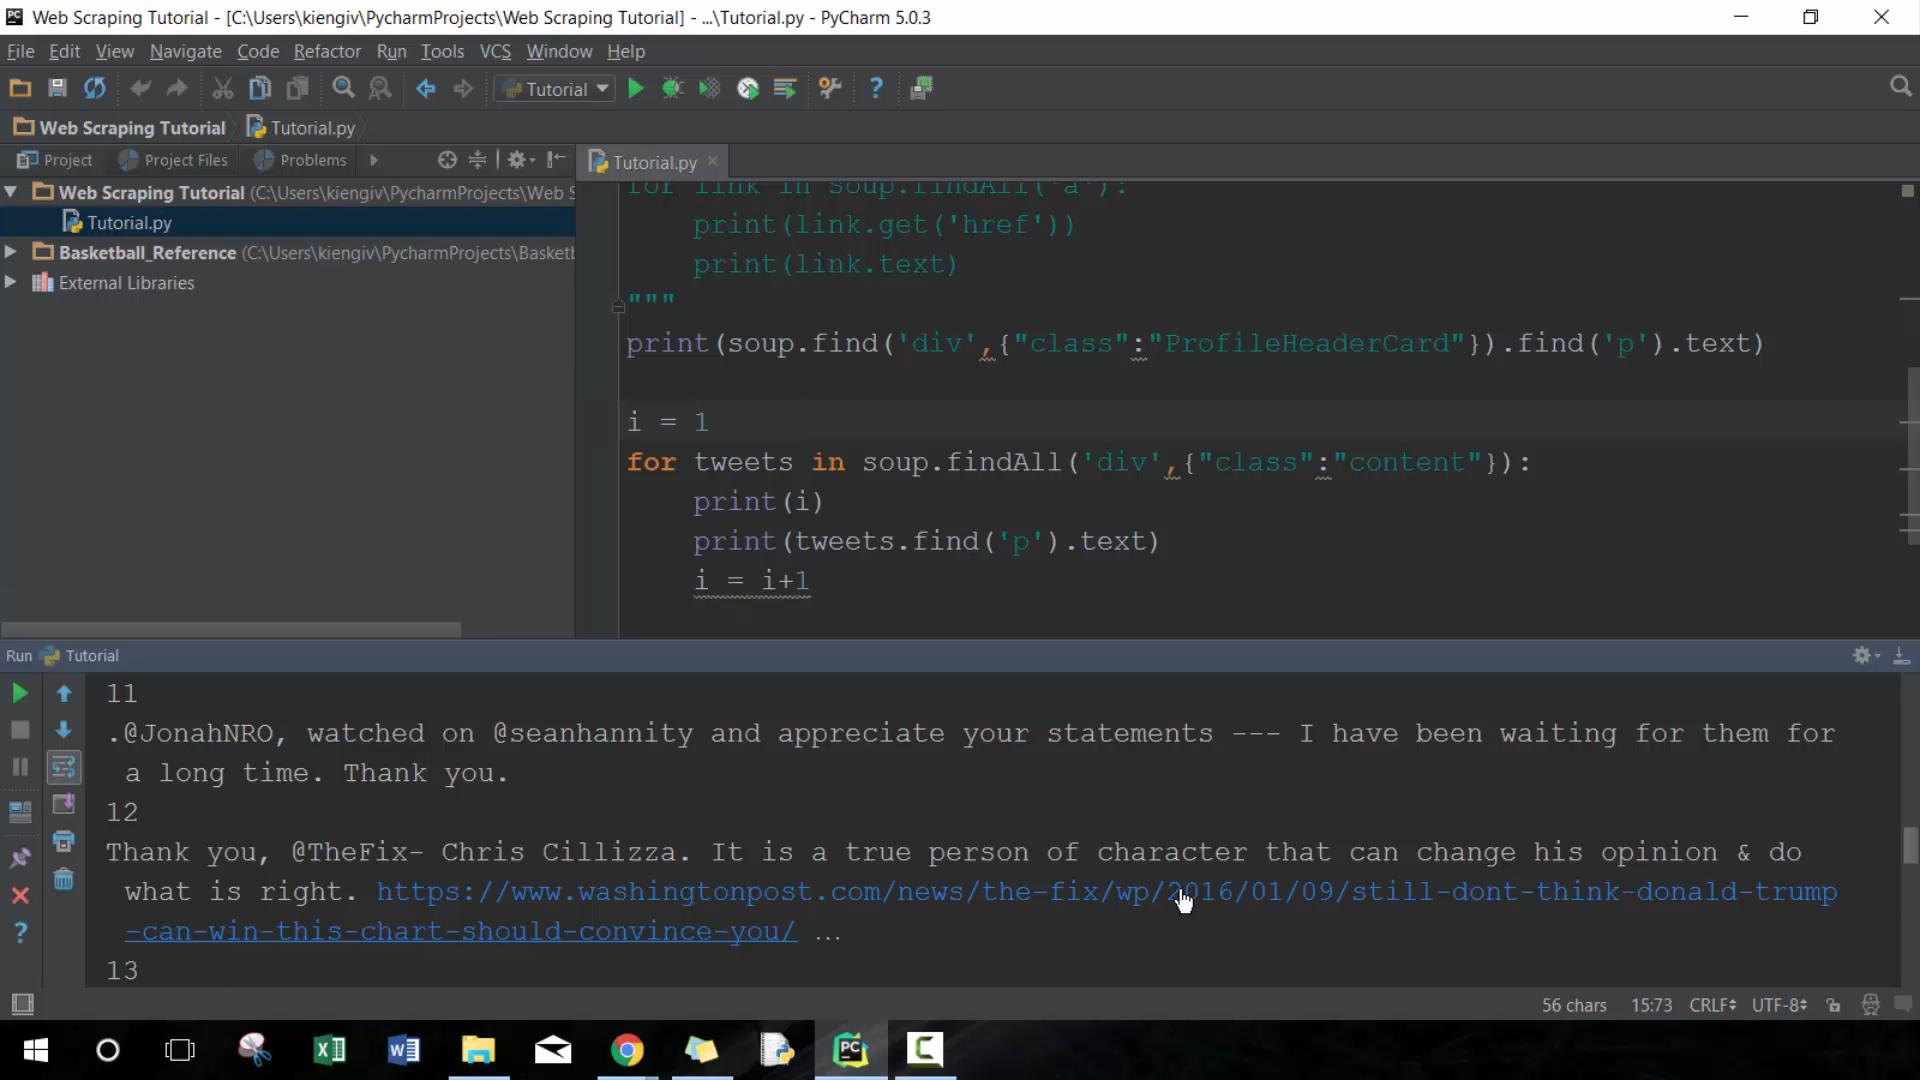 Web Scraping Tutorial - [C:\Users\kiengiv\PycharmProjects\Web Scraping Tutorial] - ...\Tutorial.py - PyCharm 5.0.3
File Edit View Navigate Code Refactor Run Tools VCS Window Help
Tutorial
Web Scraping Tutorial Tutorial.py
Project Project Files Problems
Tutorial.py
Web Scraping Tutorial (C:\Users\kiengiv\PycharmProjects\Web S
Tutorial.py
Basketball_Reference (C:\Users\kiengiv\PycharmProjects\Basketb
External Libraries
for link in soup.findAll('a'):
print(link.get('href'))
print(link.text)
"""
print(soup.find('div',{"class":"ProfileHeaderCard"}).find('p').text)
i = 1
for tweets in soup.findAll('div',{"class":"content"}):
print(i)
print(tweets.find('p').text)
i = i+1
Run Tutorial
11
.@JonahNRO, watched on @seanhannity and appreciate your statements --- I have been waiting for them for
a long time. Thank you.
12
Thank you, @TheFix- Chris Cillizza. It is a true person of character that can change his opinion & do
what is right. https://www.washingtonpost.com/news/the-fix/wp/2016/01/09/still-dont-think-donald-trump
-can-win-this-chart-should-convince-you/ ...
13
56 chars 15:73 CRLF UTF-8